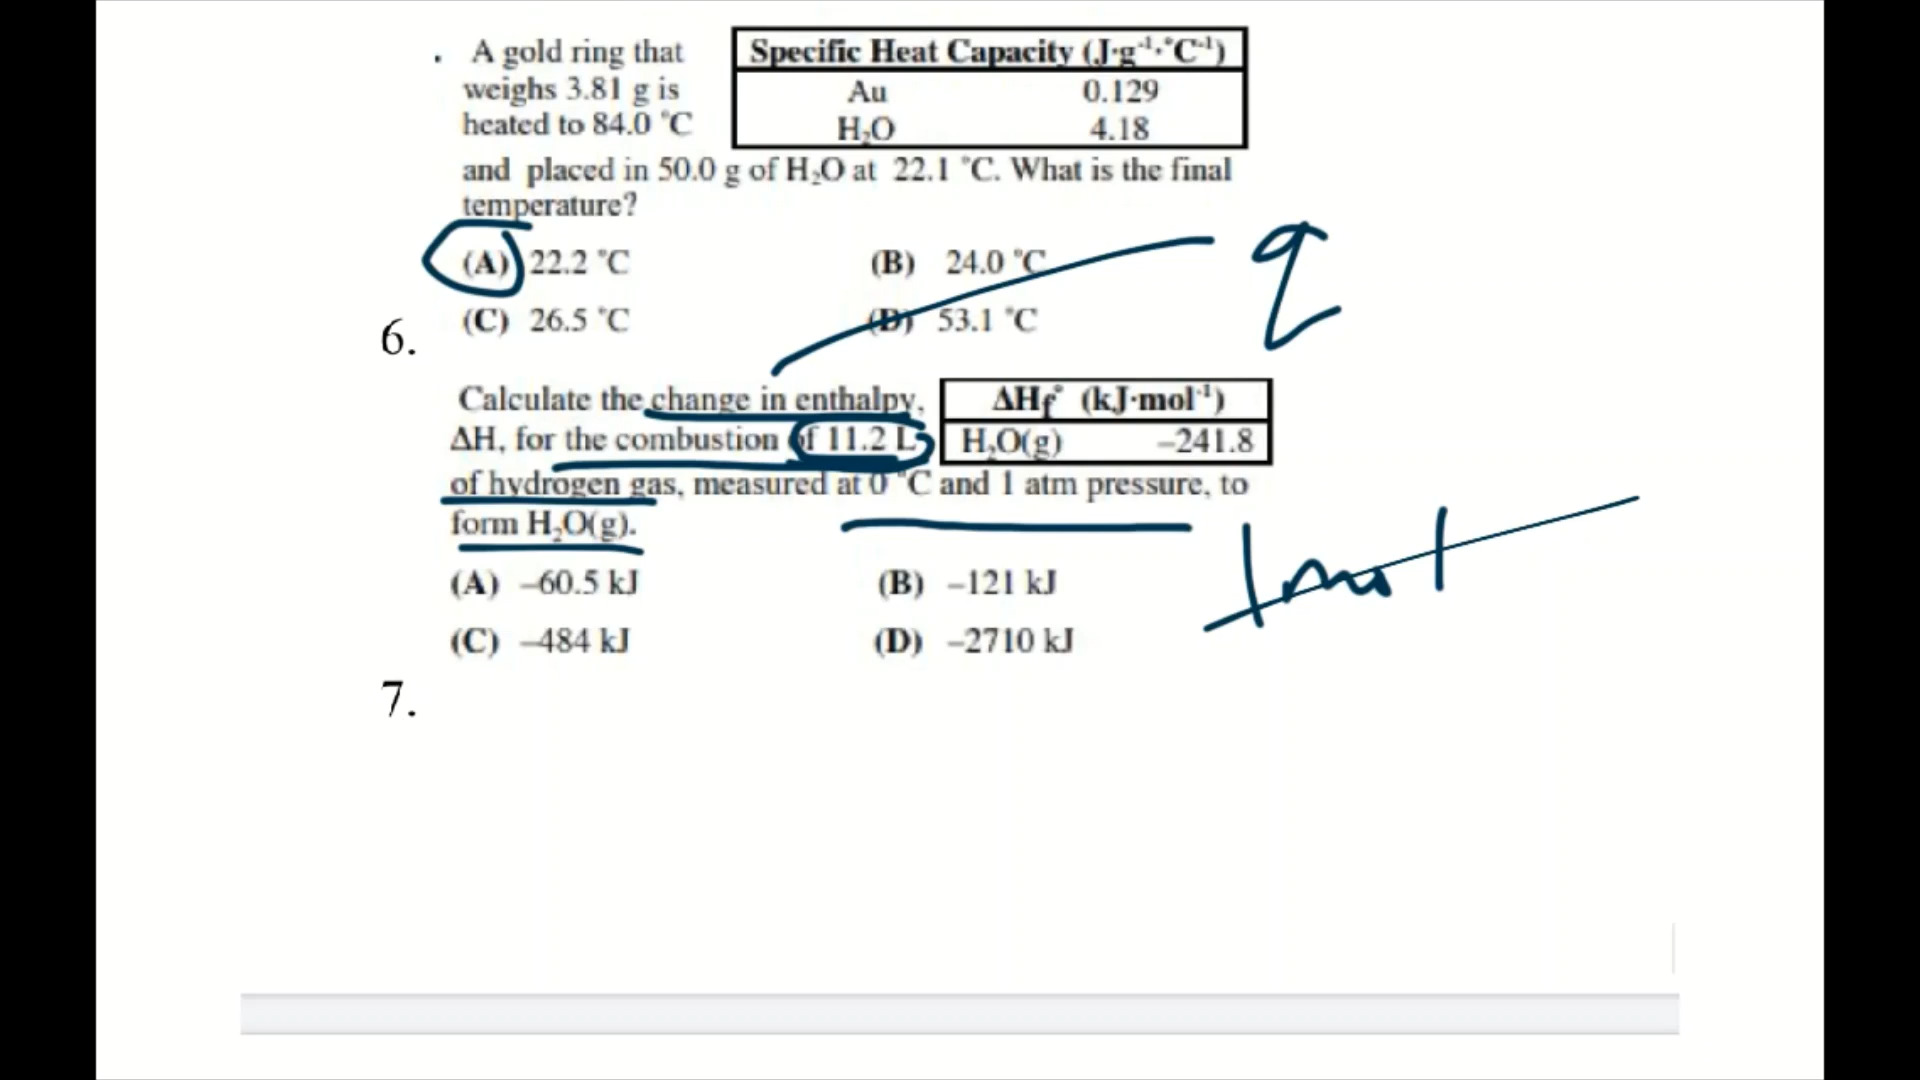 . A gold ring that
weighs 3.81 g is
heated to 84.0 °C
Specific Heat Capacity (J·g⁻¹·°C⁻¹)
Au 0.129
H₂O 4.18
and placed in 50.0 g of H₂O at 22.1 °C. What is the final
temperature?
(A) 22.2 °C (B) 24.0 °C
(C) 26.5 °C (D) 53.1 °C
q
6.
Calculate the change in enthalpy,
ΔH, for the combustion of 11.2 L
ΔHf° (kJ·mol⁻¹)
H₂O(g) –241.8
of hydrogen gas, measured at 0 °C and 1 atm pressure, to
form H₂O(g).
1 mol
(A) –60.5 kJ (B) –121 kJ
(C) –484 kJ (D) –2710 kJ
7.